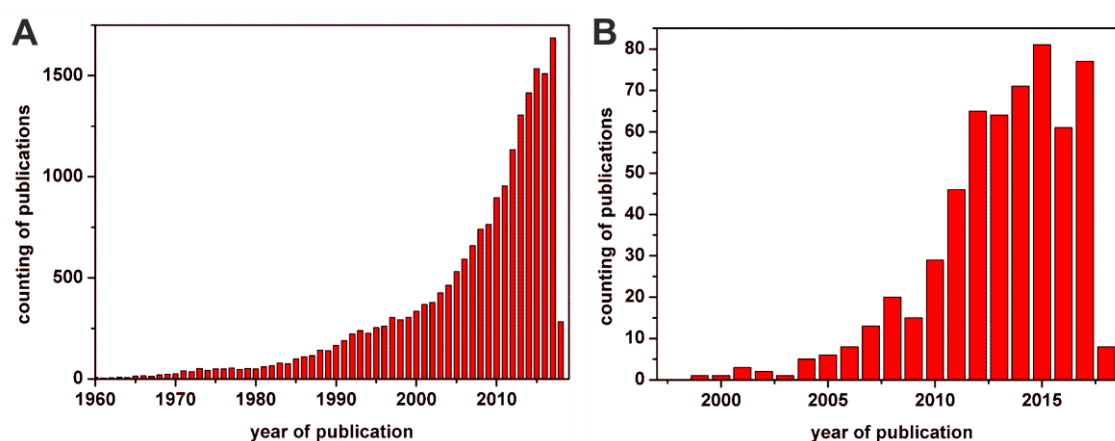 A
counting of publications
1500
1000
500
0
1960 1970 1980 1990 2000 2010
year of publication
B
counting of publications
80
70
60
50
40
30
20
10
0
2000 2005 2010 2015
year of publication